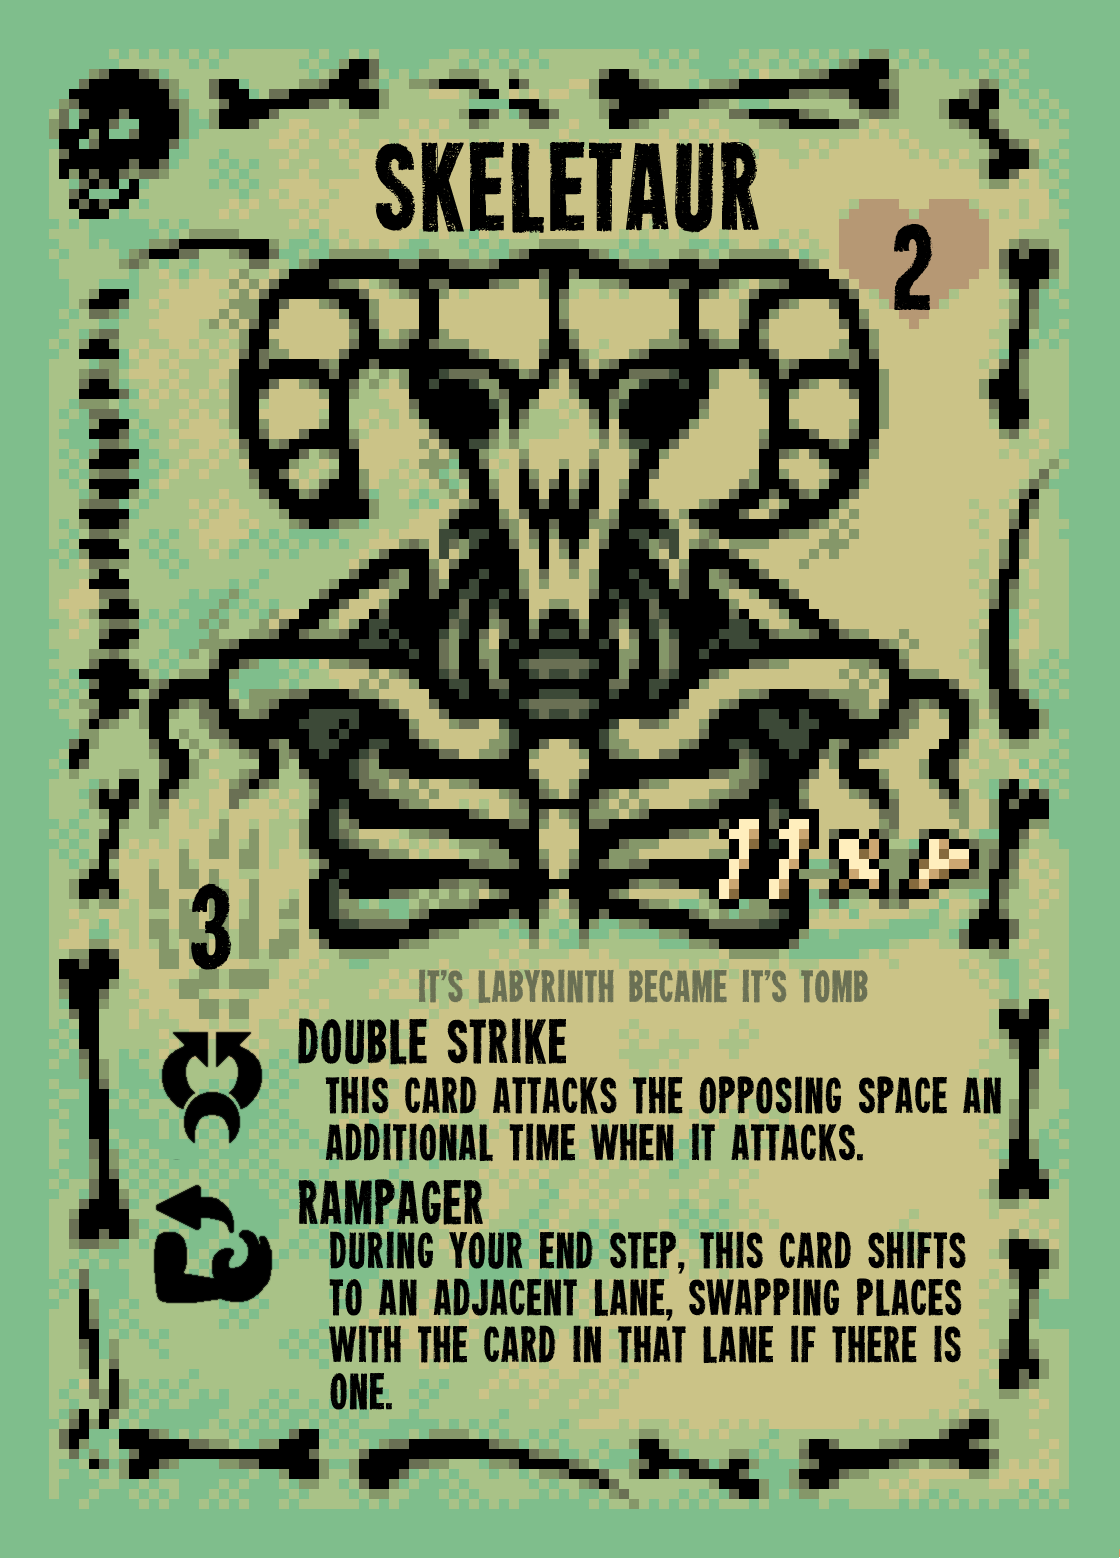 SKELETAUR
2
11 x
3
IT'S LABYRINTH BECAME IT'S TOMB
DOUBLE STRIKE
THIS CARD ATTACKS THE OPPOSING SPACE AN
ADDITIONAL TIME WHEN IT ATTACKS.
RAMPAGER
DURING YOUR END STEP, THIS CARD SHIFTS
TO AN ADJACENT LANE, SWAPPING PLACES
WITH THE CARD IN THAT LANE IF THERE IS
ONE.